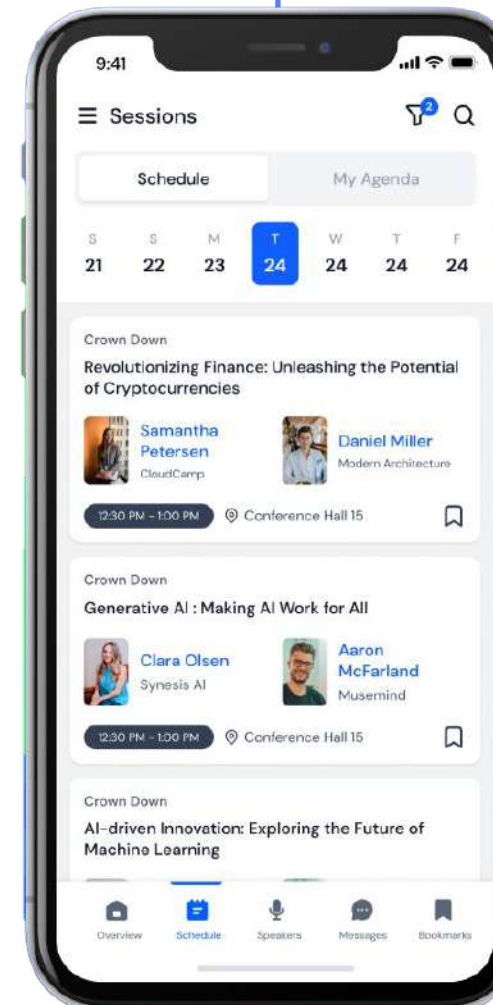 9:41
Sessions
2
Schedule My Agenda
S S M T W T F
21 22 23 24 24 24 24
Crown Down
Revolutionizing Finance: Unleashing the Potential
of Cryptocurrencies
Samantha
Petersen
CloudCamp
Daniel Miller
Modern Architecture
12:30 PM - 1:00 PM Conference Hall 15
Crown Down
Generative AI : Making AI Work for All
Clara Olsen
Synesis AI
Aaron
McFarland
Musemind
12:30 PM - 1:00 PM Conference Hall 15
Crown Down
AI-driven Innovation: Exploring the Future of
Machine Learning
Overview Schedule Speakers Messages Bookmarks